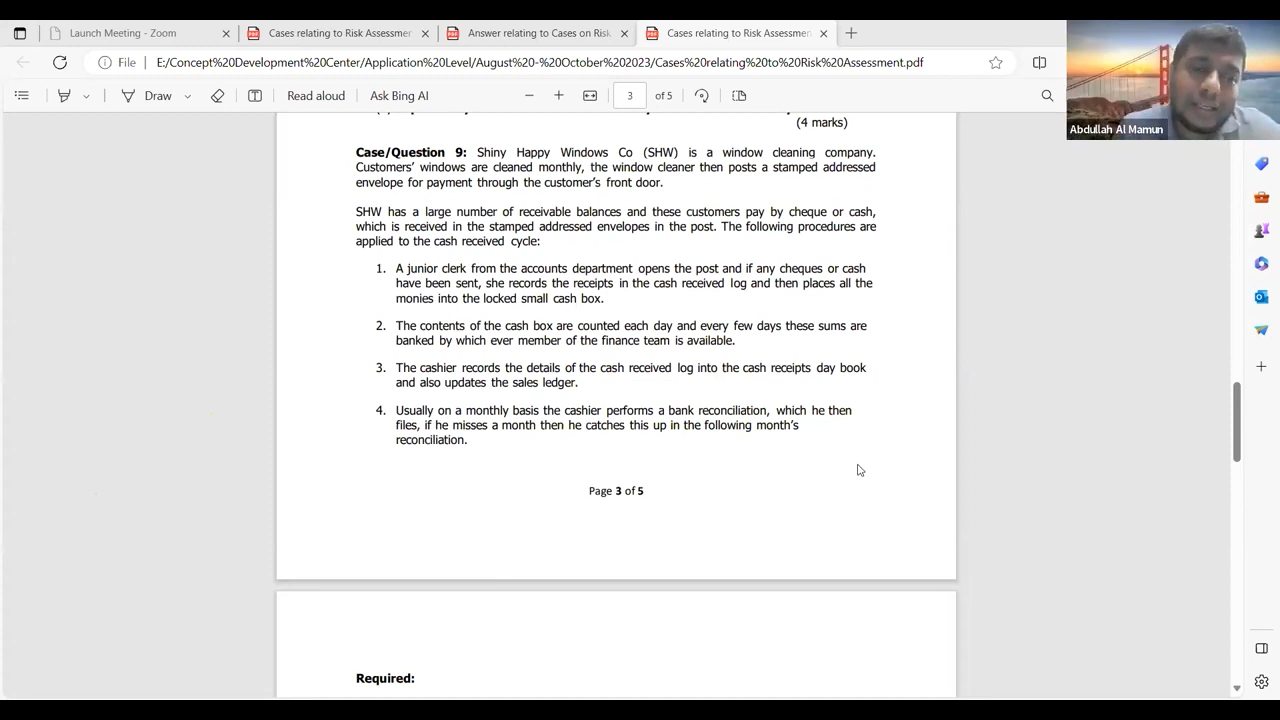 Launch Meeting - Zoom
Cases relating to Risk Assessmen
Answer relating to Cases on Risk
Cases relating to Risk Assessmen
File
E:/Concept%20Development%20Center/Application%20Level/August%20-%20October%202023/Cases%20relating%20to%20Risk%20Assessment.pdf
Draw
Read aloud
Ask Bing AI
3
of 5
Abdullah Al Mamun
(4 marks)
Case/Question 9: Shiny Happy Windows Co (SHW) is a window cleaning company.
Customers' windows are cleaned monthly, the window cleaner then posts a stamped addressed
envelope for payment through the customer's front door.
SHW has a large number of receivable balances and these customers pay by cheque or cash,
which is received in the stamped addressed envelopes in the post. The following procedures are
applied to the cash received cycle:
1. A junior clerk from the accounts department opens the post and if any cheques or cash
have been sent, she records the receipts in the cash received log and then places all the
monies into the locked small cash box.
2. The contents of the cash box are counted each day and every few days these sums are
banked by which ever member of the finance team is available.
3. The cashier records the details of the cash received log into the cash receipts day book
and also updates the sales ledger.
4. Usually on a monthly basis the cashier performs a bank reconciliation, which he then
files, if he misses a month then he catches this up in the following month's
reconciliation.
Page 3 of 5
Required: